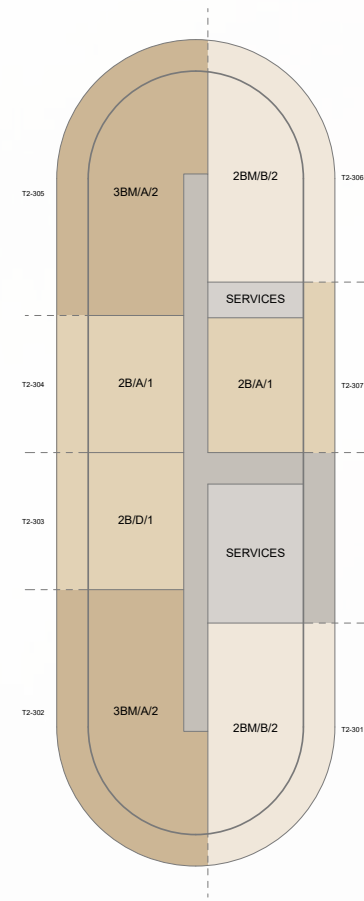 2BM/B/2
T2-306
3BM/A/2
T2-305
SERVICES
2B/A/1
T2-304
2B/A/1
T2-307
2B/D/1
T2-303
SERVICES
3BM/A/2
T2-302
2BM/B/2
T2-301